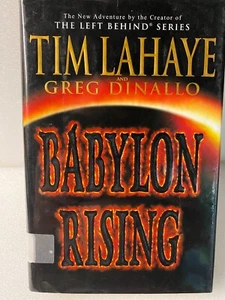 The New Adventure by the Creator of
THE LEFT BEHIND® SERIES
TIM LAHAYE
AND
GREG DINALLO
BABYLON
RISING